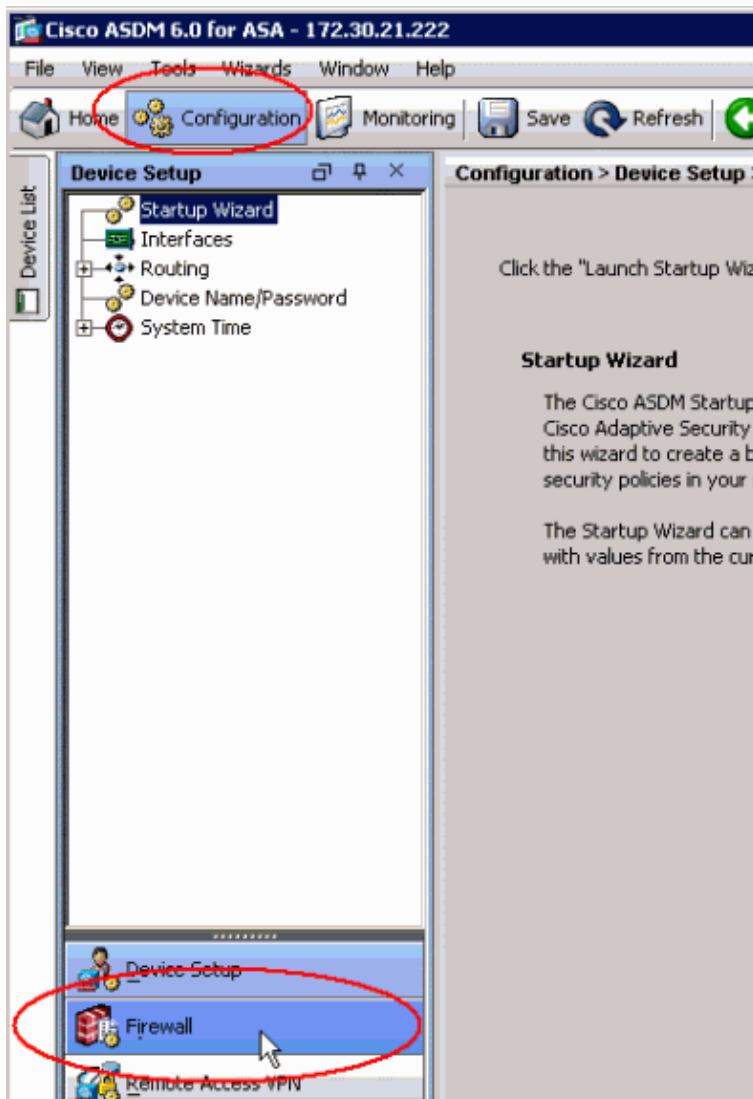 Cisco ASDM 6.0 for ASA - 172.30.21.222
File View Tools Wizards Window Help
Home Configuration Monitoring Save Refresh
Device List
Device Setup
Startup Wizard
Interfaces
Routing
Device Name/Password
System Time
Device Setup
Firewall
Remote Access VPN
Configuration > Device Setup >
Click the "Launch Startup Wiz
Startup Wizard
The Cisco ASDM Startup
Cisco Adaptive Security
this wizard to create a b
security policies in your
The Startup Wizard can
with values from the cur